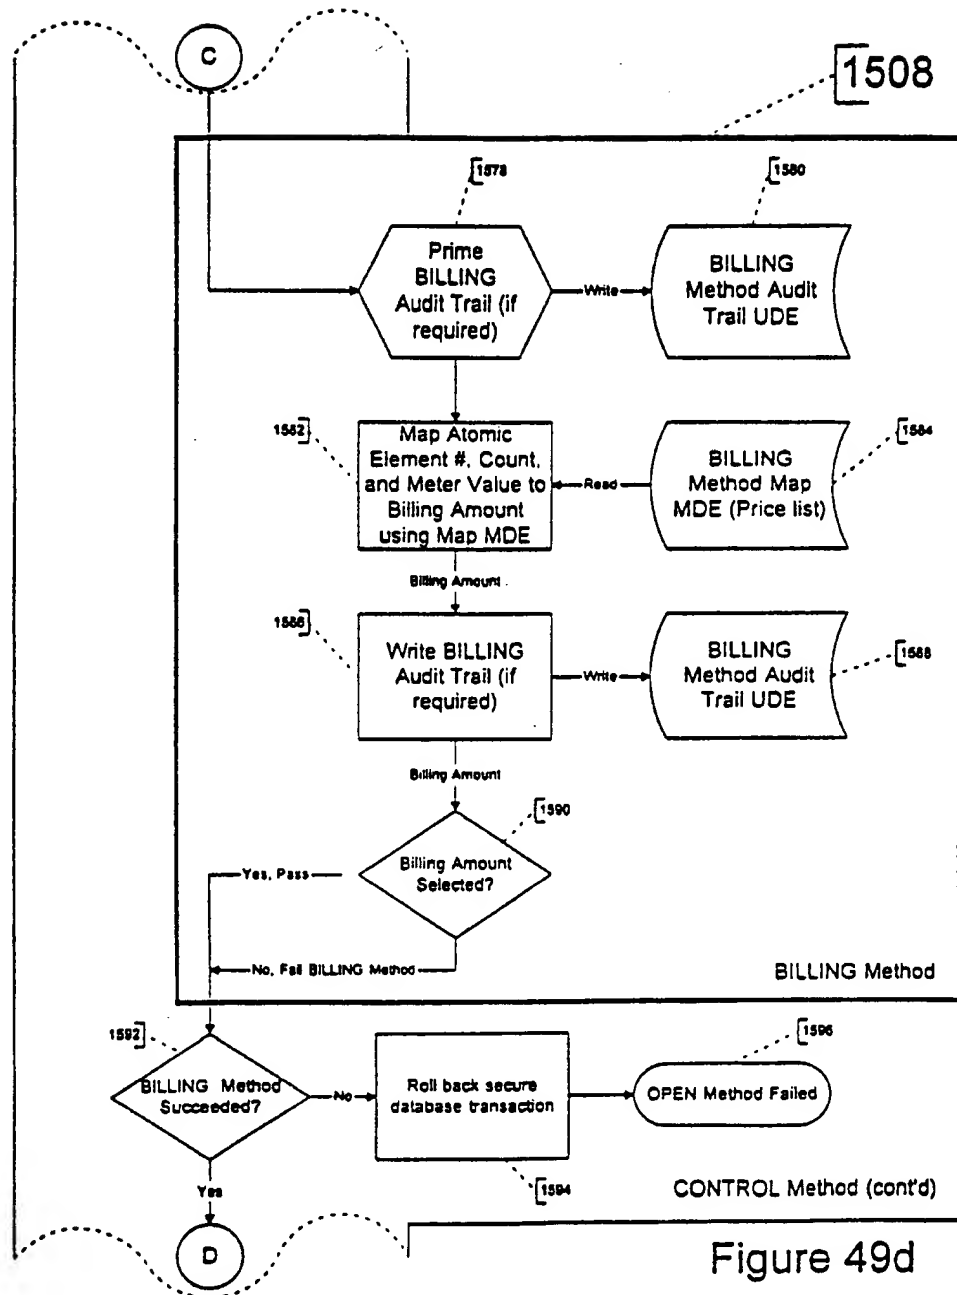 C
1508
1578
1580
Prime
BILLING
Audit Trail (if
required)
Write
BILLING
Method Audit
Trail UDE
1582
1584
Map Atomic
Element #, Count,
and Meter Value to
Billing Amount
using Map MDE
Read
BILLING
Method Map
MDE (Price list)
Billing Amount
1586
1588
Write BILLING
Audit Trail (if
required)
Write
BILLING
Method Audit
Trail UDE
Billing Amount
1590
Billing Amount
Selected?
Yes, Pass
No, Fail BILLING Method
BILLING Method
1592
1596
BILLING Method
Succeeded?
No
Roll back secure
database transaction
OPEN Method Failed
Yes
1594
CONTROL Method (cont'd)
D
Figure 49d